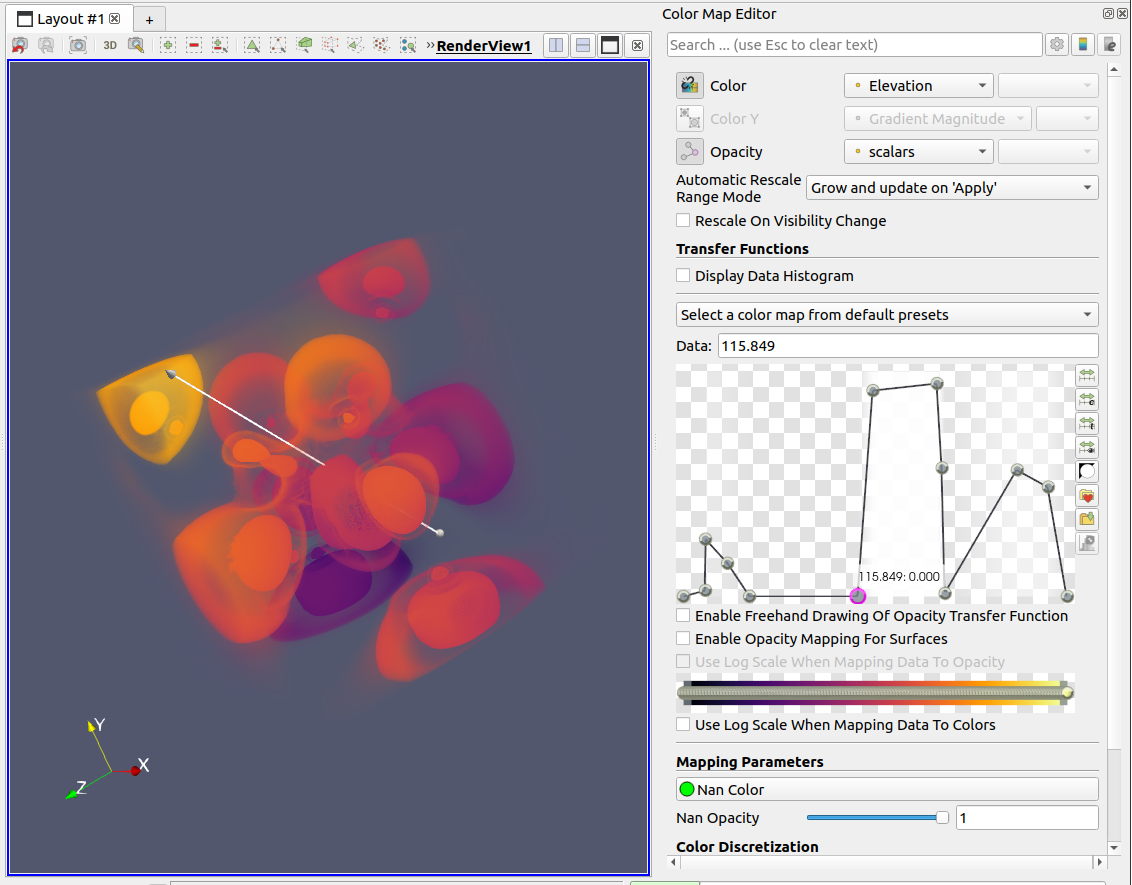 Layout #1
+
3D
»RenderView1
Y
X
Z
Color Map Editor
Search ... (use Esc to clear text)
Color
Elevation
Color Y
Gradient Magnitude
Opacity
scalars
Automatic Rescale
Range Mode
Grow and update on 'Apply'
Rescale On Visibility Change
Transfer Functions
Display Data Histogram
Select a color map from default presets
Data: 115.849
115.849: 0.000
Enable Freehand Drawing Of Opacity Transfer Function
Enable Opacity Mapping For Surfaces
Use Log Scale When Mapping Data To Opacity
Use Log Scale When Mapping Data To Colors
Mapping Parameters
Nan Color
Nan Opacity
1
Color Discretization